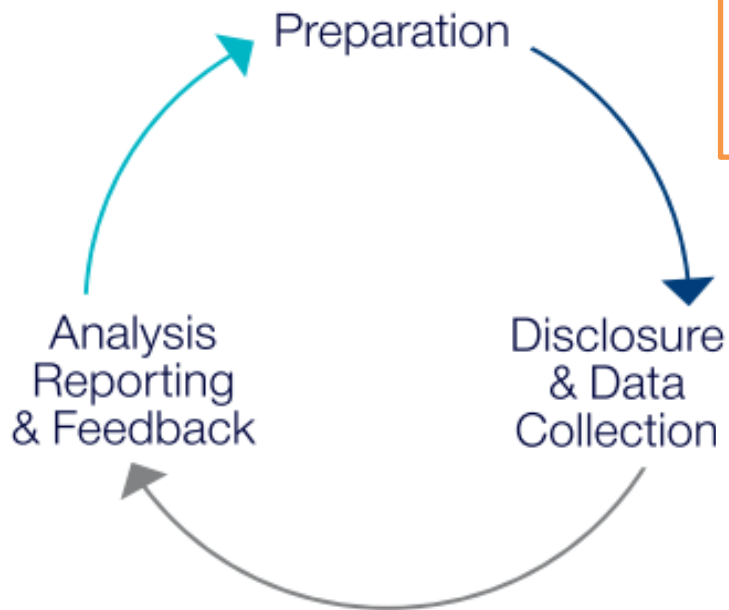 Preparation
Disclosure
& Data
Collection
Analysis
Reporting
& Feedback